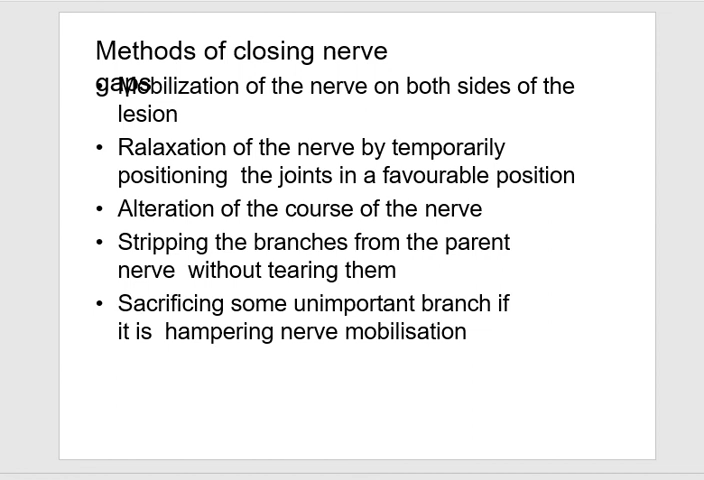 Methods of closing nerve
gaps
• Mobilization of the nerve on both sides of the
lesion
• Ralaxation of the nerve by temporarily
positioning  the joints in a favourable position
• Alteration of the course of the nerve
• Stripping the branches from the parent
nerve  without tearing them
• Sacrificing some unimportant branch if
it is  hampering nerve mobilisation